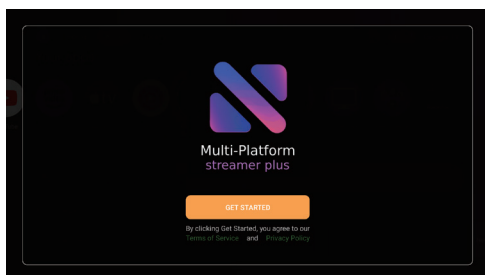 Multi-Platform
streamer plus
GET STARTED
By clicking Get Started, you agree to our
Terms of Service and Privacy Policy